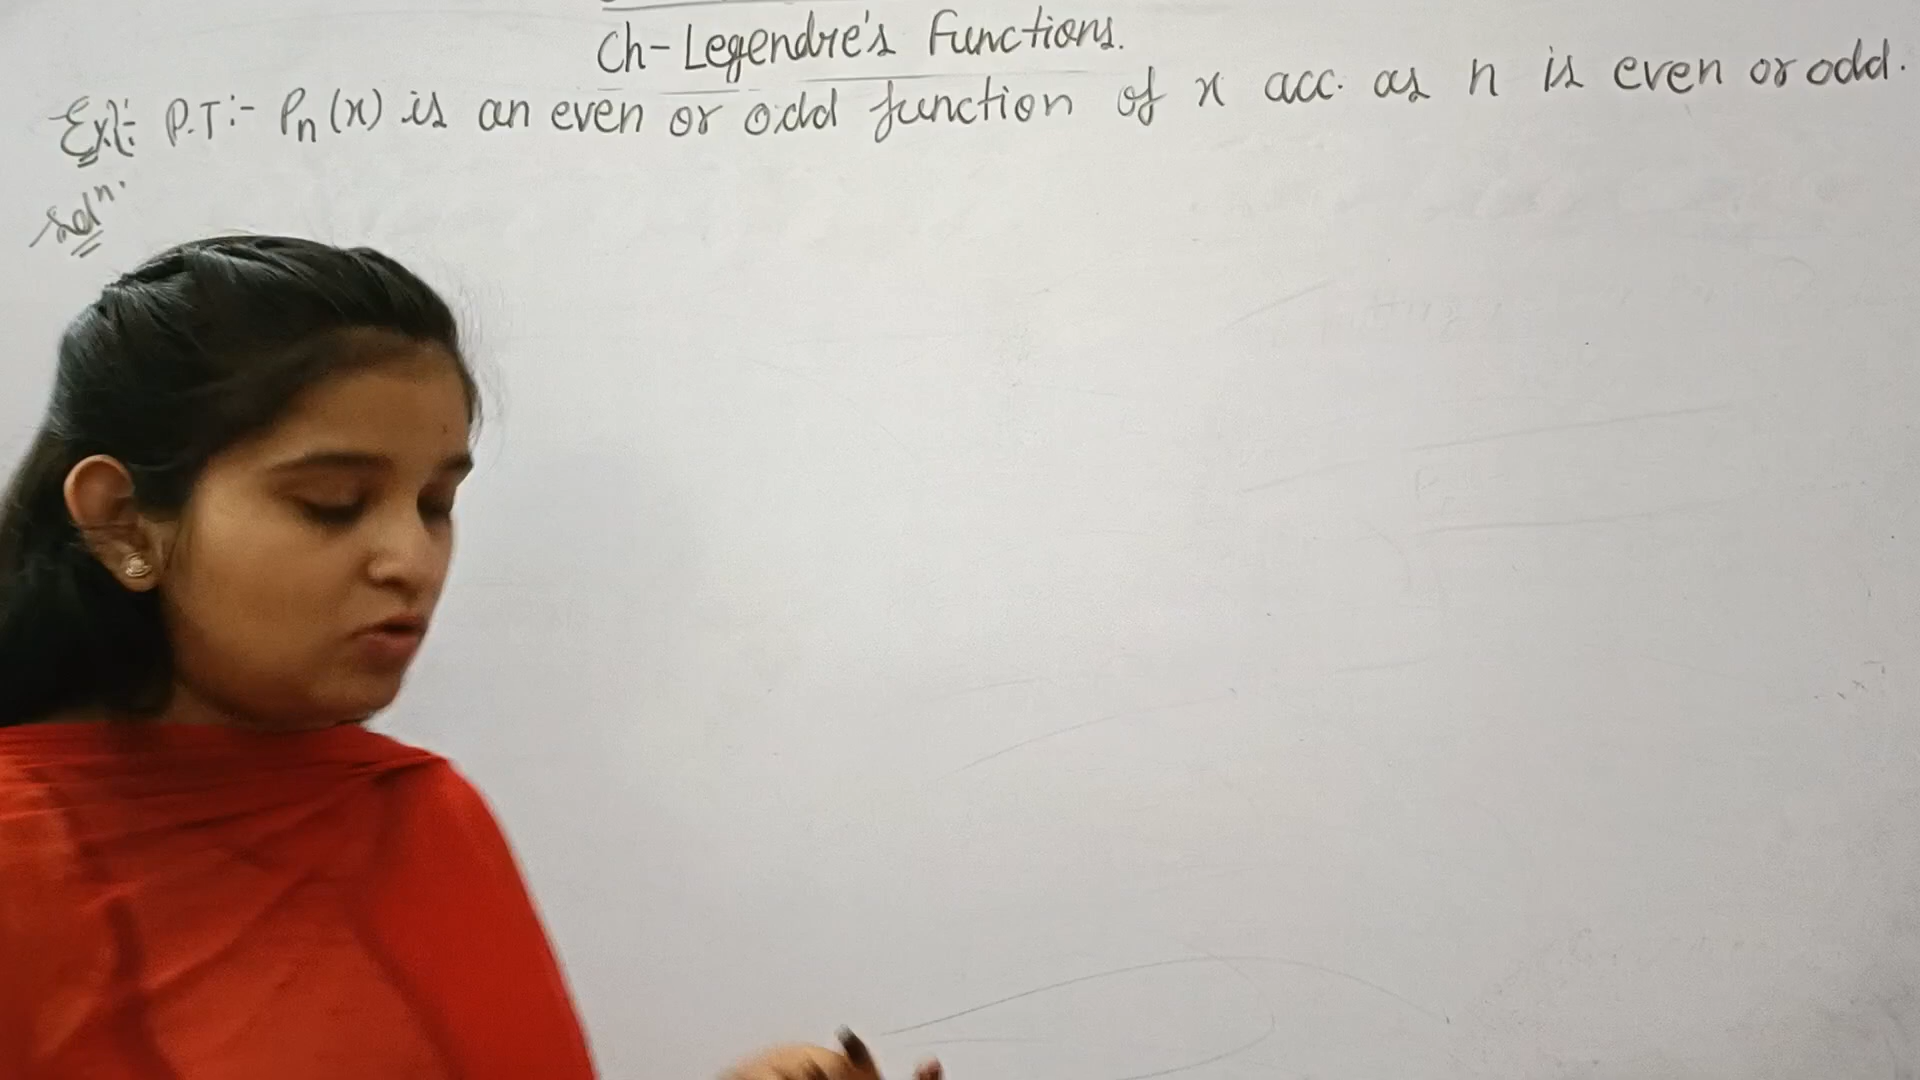 Ch- Legendre's Functions.
Ex1:- P.T:- Pn(x) is an even or odd function of x acc. as n is even or odd.
Solⁿ.